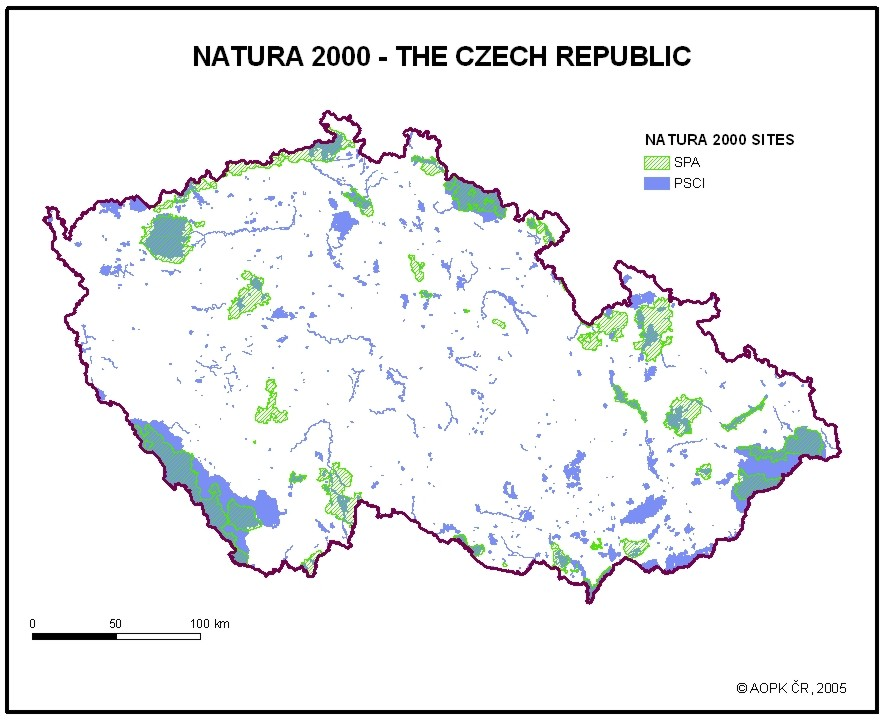 NATURA 2000 - THE CZECH REPUBLIC
NATURA 2000 SITES
SPA
PSCI
0 50 100 km
© AOPK ČR, 2005